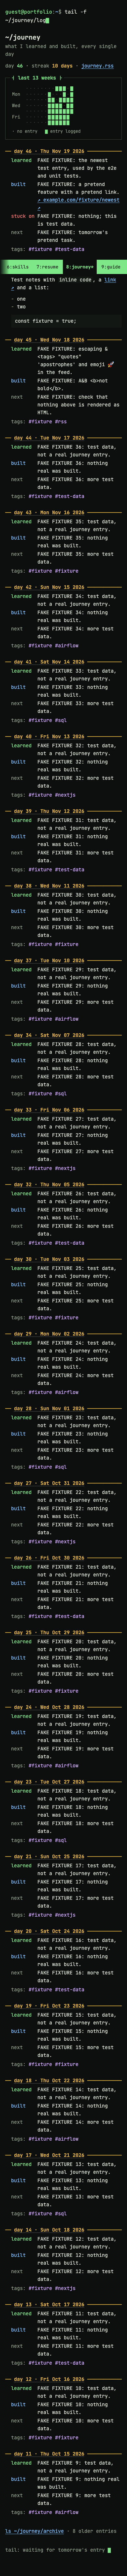 guest@portfolio:~$ tail -f
~/journey/log
~/journey
what I learned and built, every single
day
day 46 · streak 10 days · journey.rss
last 13 weeks
Mon
Wed
Fri
· no entry █ entry logged
day 46 · Thu Nov 19 2026
learned FAKE FIXTURE: the newest
test entry, used by the e2e
and unit tests.
built FAKE FIXTURE: a pretend
feature with a pretend link.
↗ example.com/fixture/newest
↗
stuck on FAKE FIXTURE: nothing; this
is test data.
next FAKE FIXTURE: tomorrow's
pretend task.
tags: #fixture #test-data
6:skills 7:resume 8:journey* 9:guide
Test notes with inline code, a link
↗ and a list:
- one
- two
const fixture = true;
day 45 · Wed Nov 18 2026
learned FAKE FIXTURE: escaping &
<tags> "quotes"
'apostrophes' and emoji 🚀
in the feed.
built FAKE FIXTURE: A&B <b>not
bold</b>.
next FAKE FIXTURE: check that
nothing above is rendered as
HTML.
tags: #fixture #rss
day 44 · Tue Nov 17 2026
learned FAKE FIXTURE 36: test data,
not a real journey entry.
built FAKE FIXTURE 36: nothing
real was built.
next FAKE FIXTURE 36: more test
data.
tags: #fixture #test-data
day 43 · Mon Nov 16 2026
learned FAKE FIXTURE 35: test data,
not a real journey entry.
built FAKE FIXTURE 35: nothing
real was built.
next FAKE FIXTURE 35: more test
data.
tags: #fixture #fixture
day 42 · Sun Nov 15 2026
learned FAKE FIXTURE 34: test data,
not a real journey entry.
built FAKE FIXTURE 34: nothing
real was built.
next FAKE FIXTURE 34: more test
data.
tags: #fixture #airflow
day 41 · Sat Nov 14 2026
learned FAKE FIXTURE 33: test data,
not a real journey entry.
built FAKE FIXTURE 33: nothing
real was built.
next FAKE FIXTURE 33: more test
data.
tags: #fixture #sql
day 40 · Fri Nov 13 2026
learned FAKE FIXTURE 32: test data,
not a real journey entry.
built FAKE FIXTURE 32: nothing
real was built.
next FAKE FIXTURE 32: more test
data.
tags: #fixture #nextjs
day 39 · Thu Nov 12 2026
learned FAKE FIXTURE 31: test data,
not a real journey entry.
built FAKE FIXTURE 31: nothing
real was built.
next FAKE FIXTURE 31: more test
data.
tags: #fixture #test-data
day 38 · Wed Nov 11 2026
learned FAKE FIXTURE 30: test data,
not a real journey entry.
built FAKE FIXTURE 30: nothing
real was built.
next FAKE FIXTURE 30: more test
data.
tags: #fixture #fixture
day 37 · Tue Nov 10 2026
learned FAKE FIXTURE 29: test data,
not a real journey entry.
built FAKE FIXTURE 29: nothing
real was built.
next FAKE FIXTURE 29: more test
data.
tags: #fixture #airflow
day 34 · Sat Nov 07 2026
learned FAKE FIXTURE 28: test data,
not a real journey entry.
built FAKE FIXTURE 28: nothing
real was built.
next FAKE FIXTURE 28: more test
data.
tags: #fixture #sql
day 33 · Fri Nov 06 2026
learned FAKE FIXTURE 27: test data,
not a real journey entry.
built FAKE FIXTURE 27: nothing
real was built.
next FAKE FIXTURE 27: more test
data.
tags: #fixture #nextjs
day 32 · Thu Nov 05 2026
learned FAKE FIXTURE 26: test data,
not a real journey entry.
built FAKE FIXTURE 26: nothing
real was built.
next FAKE FIXTURE 26: more test
data.
tags: #fixture #test-data
day 30 · Tue Nov 03 2026
learned FAKE FIXTURE 25: test data,
not a real journey entry.
built FAKE FIXTURE 25: nothing
real was built.
next FAKE FIXTURE 25: more test
data.
tags: #fixture #fixture
day 29 · Mon Nov 02 2026
learned FAKE FIXTURE 24: test data,
not a real journey entry.
built FAKE FIXTURE 24: nothing
real was built.
next FAKE FIXTURE 24: more test
data.
tags: #fixture #airflow
day 28 · Sun Nov 01 2026
learned FAKE FIXTURE 23: test data,
not a real journey entry.
built FAKE FIXTURE 23: nothing
real was built.
next FAKE FIXTURE 23: more test
data.
tags: #fixture #sql
day 27 · Sat Oct 31 2026
learned FAKE FIXTURE 22: test data,
not a real journey entry.
built FAKE FIXTURE 22: nothing
real was built.
next FAKE FIXTURE 22: more test
data.
tags: #fixture #nextjs
day 26 · Fri Oct 30 2026
learned FAKE FIXTURE 21: test data,
not a real journey entry.
built FAKE FIXTURE 21: nothing
real was built.
next FAKE FIXTURE 21: more test
data.
tags: #fixture #test-data
day 25 · Thu Oct 29 2026
learned FAKE FIXTURE 20: test data,
not a real journey entry.
built FAKE FIXTURE 20: nothing
real was built.
next FAKE FIXTURE 20: more test
data.
tags: #fixture #fixture
day 24 · Wed Oct 28 2026
learned FAKE FIXTURE 19: test data,
not a real journey entry.
built FAKE FIXTURE 19: nothing
real was built.
next FAKE FIXTURE 19: more test
data.
tags: #fixture #airflow
day 23 · Tue Oct 27 2026
learned FAKE FIXTURE 18: test data,
not a real journey entry.
built FAKE FIXTURE 18: nothing
real was built.
next FAKE FIXTURE 18: more test
data.
tags: #fixture #sql
day 21 · Sun Oct 25 2026
learned FAKE FIXTURE 17: test data,
not a real journey entry.
built FAKE FIXTURE 17: nothing
real was built.
next FAKE FIXTURE 17: more test
data.
tags: #fixture #nextjs
day 20 · Sat Oct 24 2026
learned FAKE FIXTURE 16: test data,
not a real journey entry.
built FAKE FIXTURE 16: nothing
real was built.
next FAKE FIXTURE 16: more test
data.
tags: #fixture #test-data
day 19 · Fri Oct 23 2026
learned FAKE FIXTURE 15: test data,
not a real journey entry.
built FAKE FIXTURE 15: nothing
real was built.
next FAKE FIXTURE 15: more test
data.
tags: #fixture #fixture
day 18 · Thu Oct 22 2026
learned FAKE FIXTURE 14: test data,
not a real journey entry.
built FAKE FIXTURE 14: nothing
real was built.
next FAKE FIXTURE 14: more test
data.
tags: #fixture #airflow
day 17 · Wed Oct 21 2026
learned FAKE FIXTURE 13: test data,
not a real journey entry.
built FAKE FIXTURE 13: nothing
real was built.
next FAKE FIXTURE 13: more test
data.
tags: #fixture #sql
day 14 · Sun Oct 18 2026
learned FAKE FIXTURE 12: test data,
not a real journey entry.
built FAKE FIXTURE 12: nothing
real was built.
next FAKE FIXTURE 12: more test
data.
tags: #fixture #nextjs
day 13 · Sat Oct 17 2026
learned FAKE FIXTURE 11: test data,
not a real journey entry.
built FAKE FIXTURE 11: nothing
real was built.
next FAKE FIXTURE 11: more test
data.
tags: #fixture #test-data
day 12 · Fri Oct 16 2026
learned FAKE FIXTURE 10: test data,
not a real journey entry.
built FAKE FIXTURE 10: nothing
real was built.
next FAKE FIXTURE 10: more test
data.
tags: #fixture #fixture
day 11 · Thu Oct 15 2026
learned FAKE FIXTURE 9: test data,
not a real journey entry.
built FAKE FIXTURE 9: nothing real
was built.
next FAKE FIXTURE 9: more test
data.
tags: #fixture #airflow
ls ~/journey/archive · 8 older entries
tail: waiting for tomorrow's entry